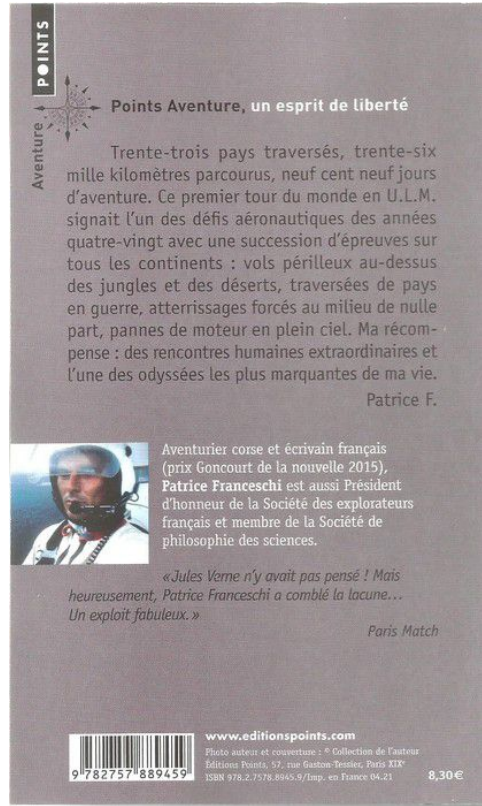 POINTS
Aventure
Points Aventure, un esprit de liberté
Trente-trois pays traversés, trente-six
mille kilomètres parcourus, neuf cent neuf jours
d'aventure. Ce premier tour du monde en U.L.M.
signait l'un des défis aéronautiques des années
quatre-vingt avec une succession d'épreuves sur
tous les continents : vols périlleux au-dessus
des jungles et des déserts, traversées de pays
en guerre, atterrissages forcés au milieu de nulle
part, pannes de moteur en plein ciel. Ma récom-
pense : des rencontres humaines extraordinaires et
l'une des odyssées les plus marquantes de ma vie.
Patrice F.
Aventurier corse et écrivain français
(prix Goncourt de la nouvelle 2015),
Patrice Franceschi est aussi Président
d'honneur de la Société des explorateurs
français et membre de la Société de
philosophie des sciences.
«Jules Verne n'y avait pas pensé ! Mais
heureusement, Patrice Franceschi a comblé la lacune...
Un exploit fabuleux.»
Paris Match
www.editionspoints.com
Photo auteur et couverture : © Collection de l'auteur
Éditions Points, 57, rue Gaston-Tessier, Paris XIXe
ISBN 978.2.7578.8945.9/Imp. en France 04.21
8,30€
9 782757 889459